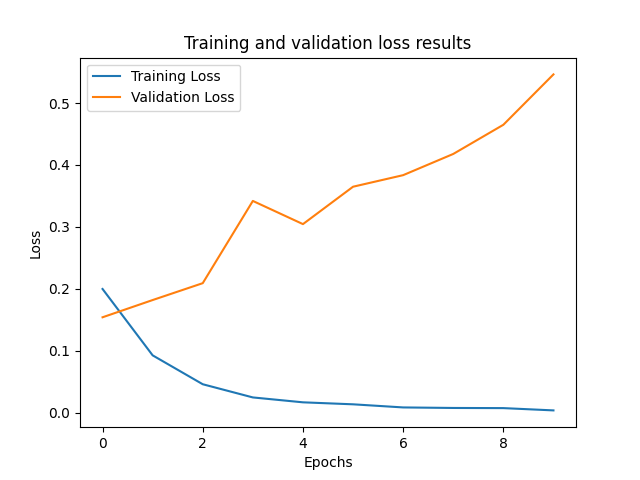 Training and validation loss results
Training Loss
Validation Loss
0.5
0.4
0.3
0.2
0.1
0.0
Loss
0
2
4
6
8
Epochs